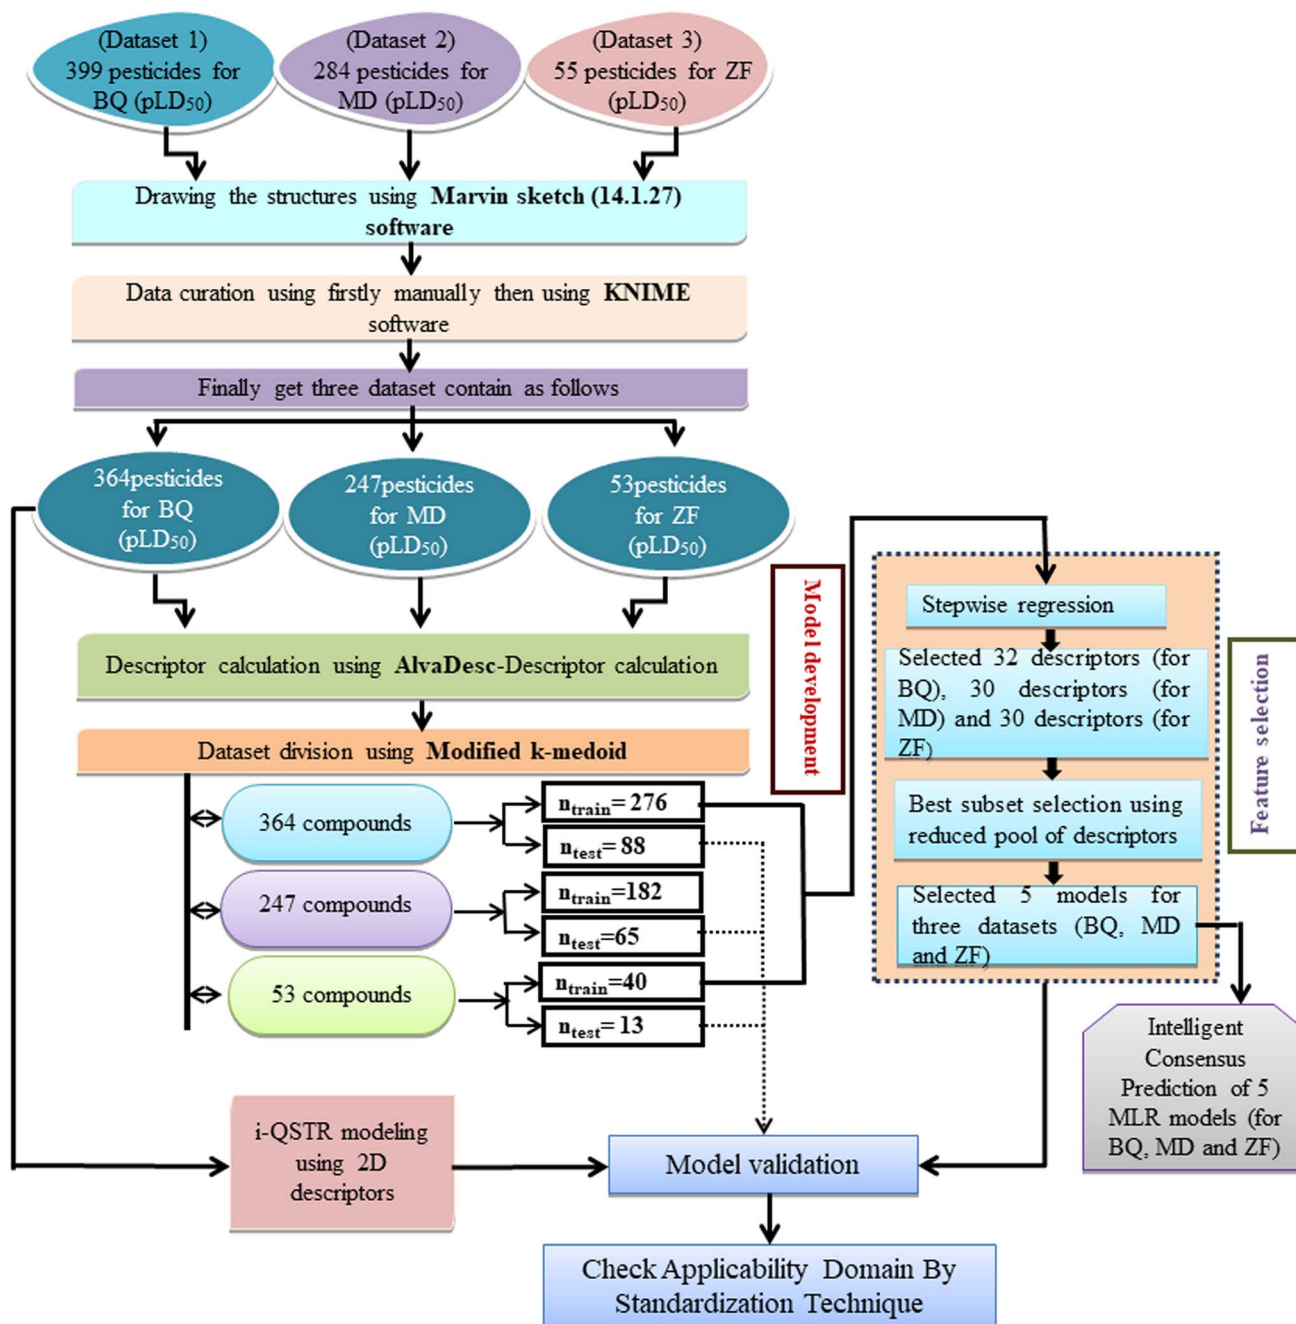 (Dataset 1)
399 pesticides for
BQ (pLD50)
(Dataset 2)
284 pesticides for
MD (pLD50)
(Dataset 3)
55 pesticides for ZF
(pLD50)
Drawing the structures using Marvin sketch (14.1.27)
software
Data curation using firstly manually then using KNIME
software
Finally get three dataset contain as follows
364pesticides
for BQ
(pLD50)
247pesticides
for MD
(pLD50)
53pesticides
for ZF
(pLD50)
Descriptor calculation using AlvaDesc-Descriptor calculation
Dataset division using Modified k-medoid
364 compounds
ntrain= 276
ntest= 88
247 compounds
ntrain=182
ntest=65
53 compounds
ntrain=40
ntest= 13
Model development
Stepwise regression
Selected 32 descriptors (for
BQ), 30 descriptors (for
MD) and 30 descriptors (for
ZF)
Best subset selection using
reduced pool of descriptors
Selected 5 models for
three datasets (BQ, MD
and ZF)
Feature selection
Intelligent
Consensus
Prediction of 5
MLR models (for
BQ, MD and ZF)
i-QSTR modeling
using 2D
descriptors
Model validation
Check Applicability Domain By
Standardization Technique